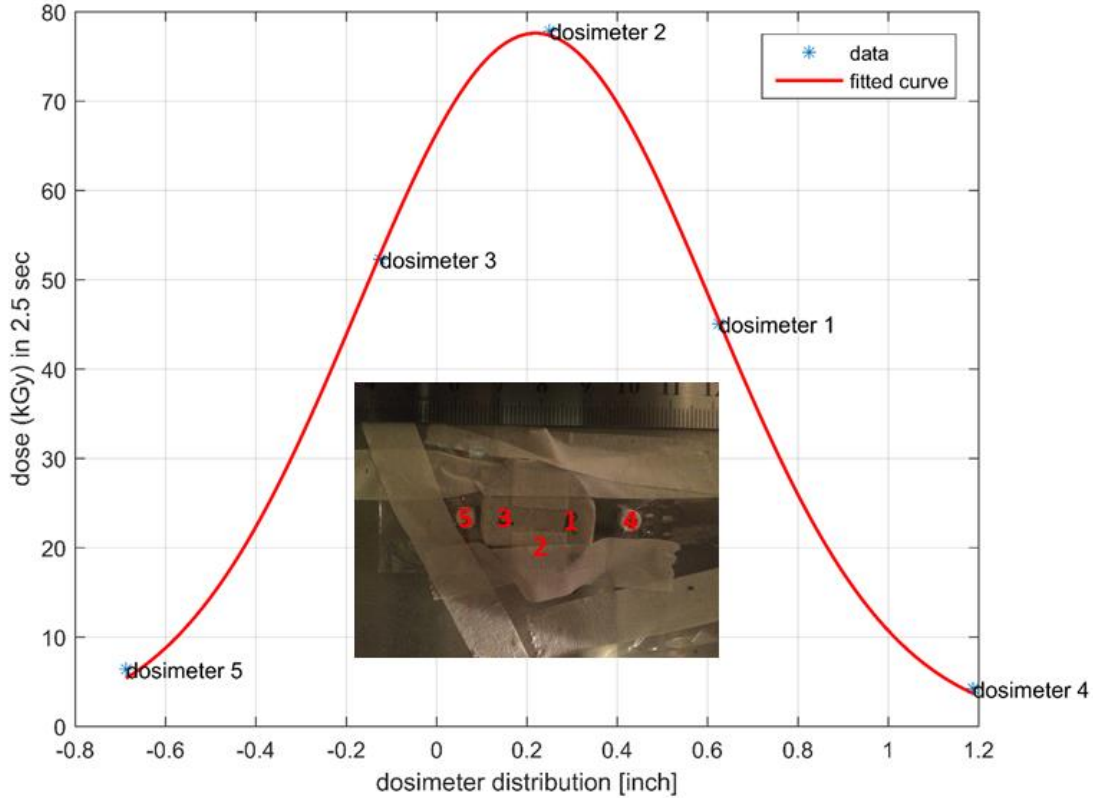 80
70
60
50
40
30
20
10
0
-0.8
-0.6
-0.4
-0.2
0
0.2
0.4
0.6
0.8
1
1.2
dose (kGy) in 2.5 sec
dosimeter distribution [inch]
data
fitted curve
dosimeter 2
dosimeter 3
dosimeter 1
dosimeter 5
dosimeter 4
10 11
5 3 1 4
2